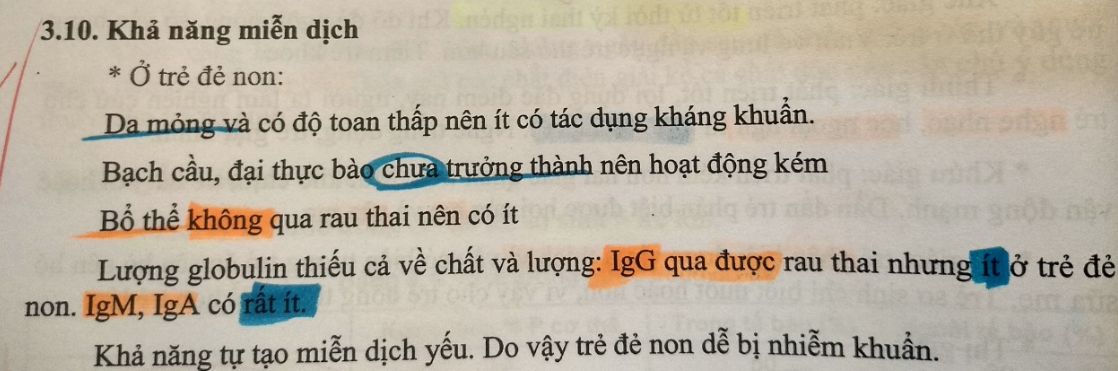 3.10. Khả năng miễn dịch
* Ở trẻ đẻ non:
Da mỏng và có độ toan thấp nên ít có tác dụng kháng khuẩn.
Bạch cầu, đại thực bào chưa trưởng thành nên hoạt động kém
Bổ thể không qua rau thai nên có ít
Lượng globulin thiếu cả về chất và lượng: IgG qua được rau thai nhưng ít ở trẻ đẻ
non. IgM, IgA có rất ít.
Khả năng tự tạo miễn dịch yếu. Do vậy trẻ đẻ non dễ bị nhiễm khuẩn.